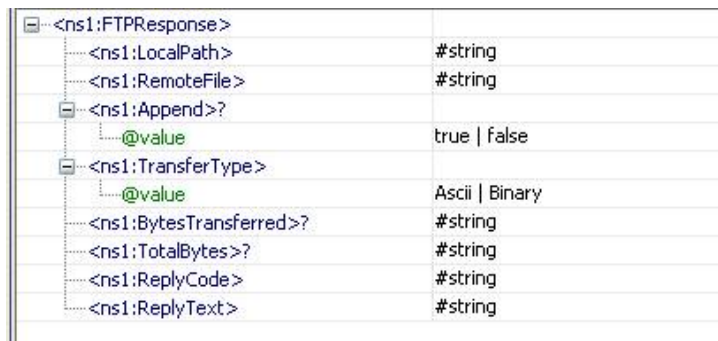 <ns1:FTPResponse>
<ns1:LocalPath> #string
<ns1:RemoteFile> #string
<ns1:Append>?
@value true | false
<ns1:TransferType>
@value Ascii | Binary
<ns1:BytesTransferred>? #string
<ns1:TotalBytes>? #string
<ns1:ReplyCode> #string
<ns1:ReplyText> #string